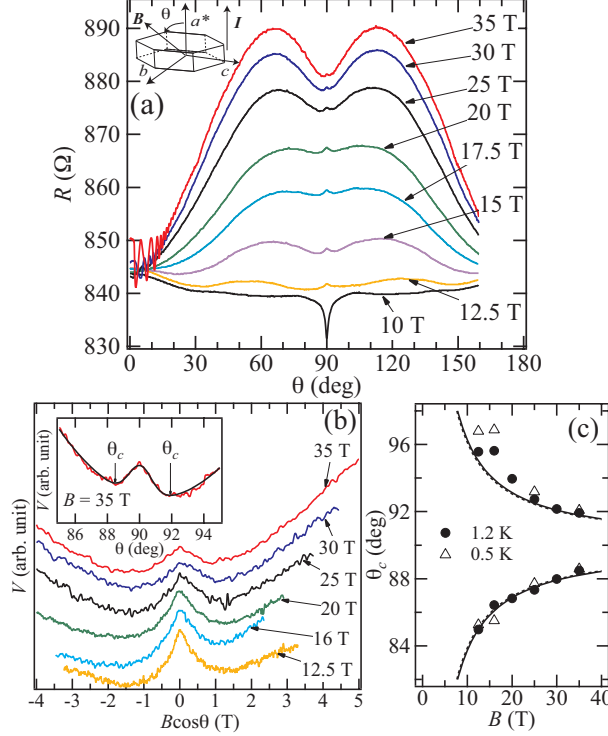 B θ a* I
b c
(a)
R (Ω)
890
880
870
860
850
840
830
35 T
30 T
25 T
20 T
17.5 T
15 T
12.5 T
10 T
0 30 60 90 120 150 180
θ (deg)
(b)
V (arb. unit)
V (arb. unit)
θc θc
B = 35 T
86 88 90 92 94
θ (deg)
35 T
30 T
25 T
20 T
16 T
12.5 T
-4 -3 -2 -1 0 1 2 3 4 5
Bcosθ (T)
(c)
θc (deg)
96
92
88
84
1.2 K
0.5 K
0 10 20 30 40
B (T)